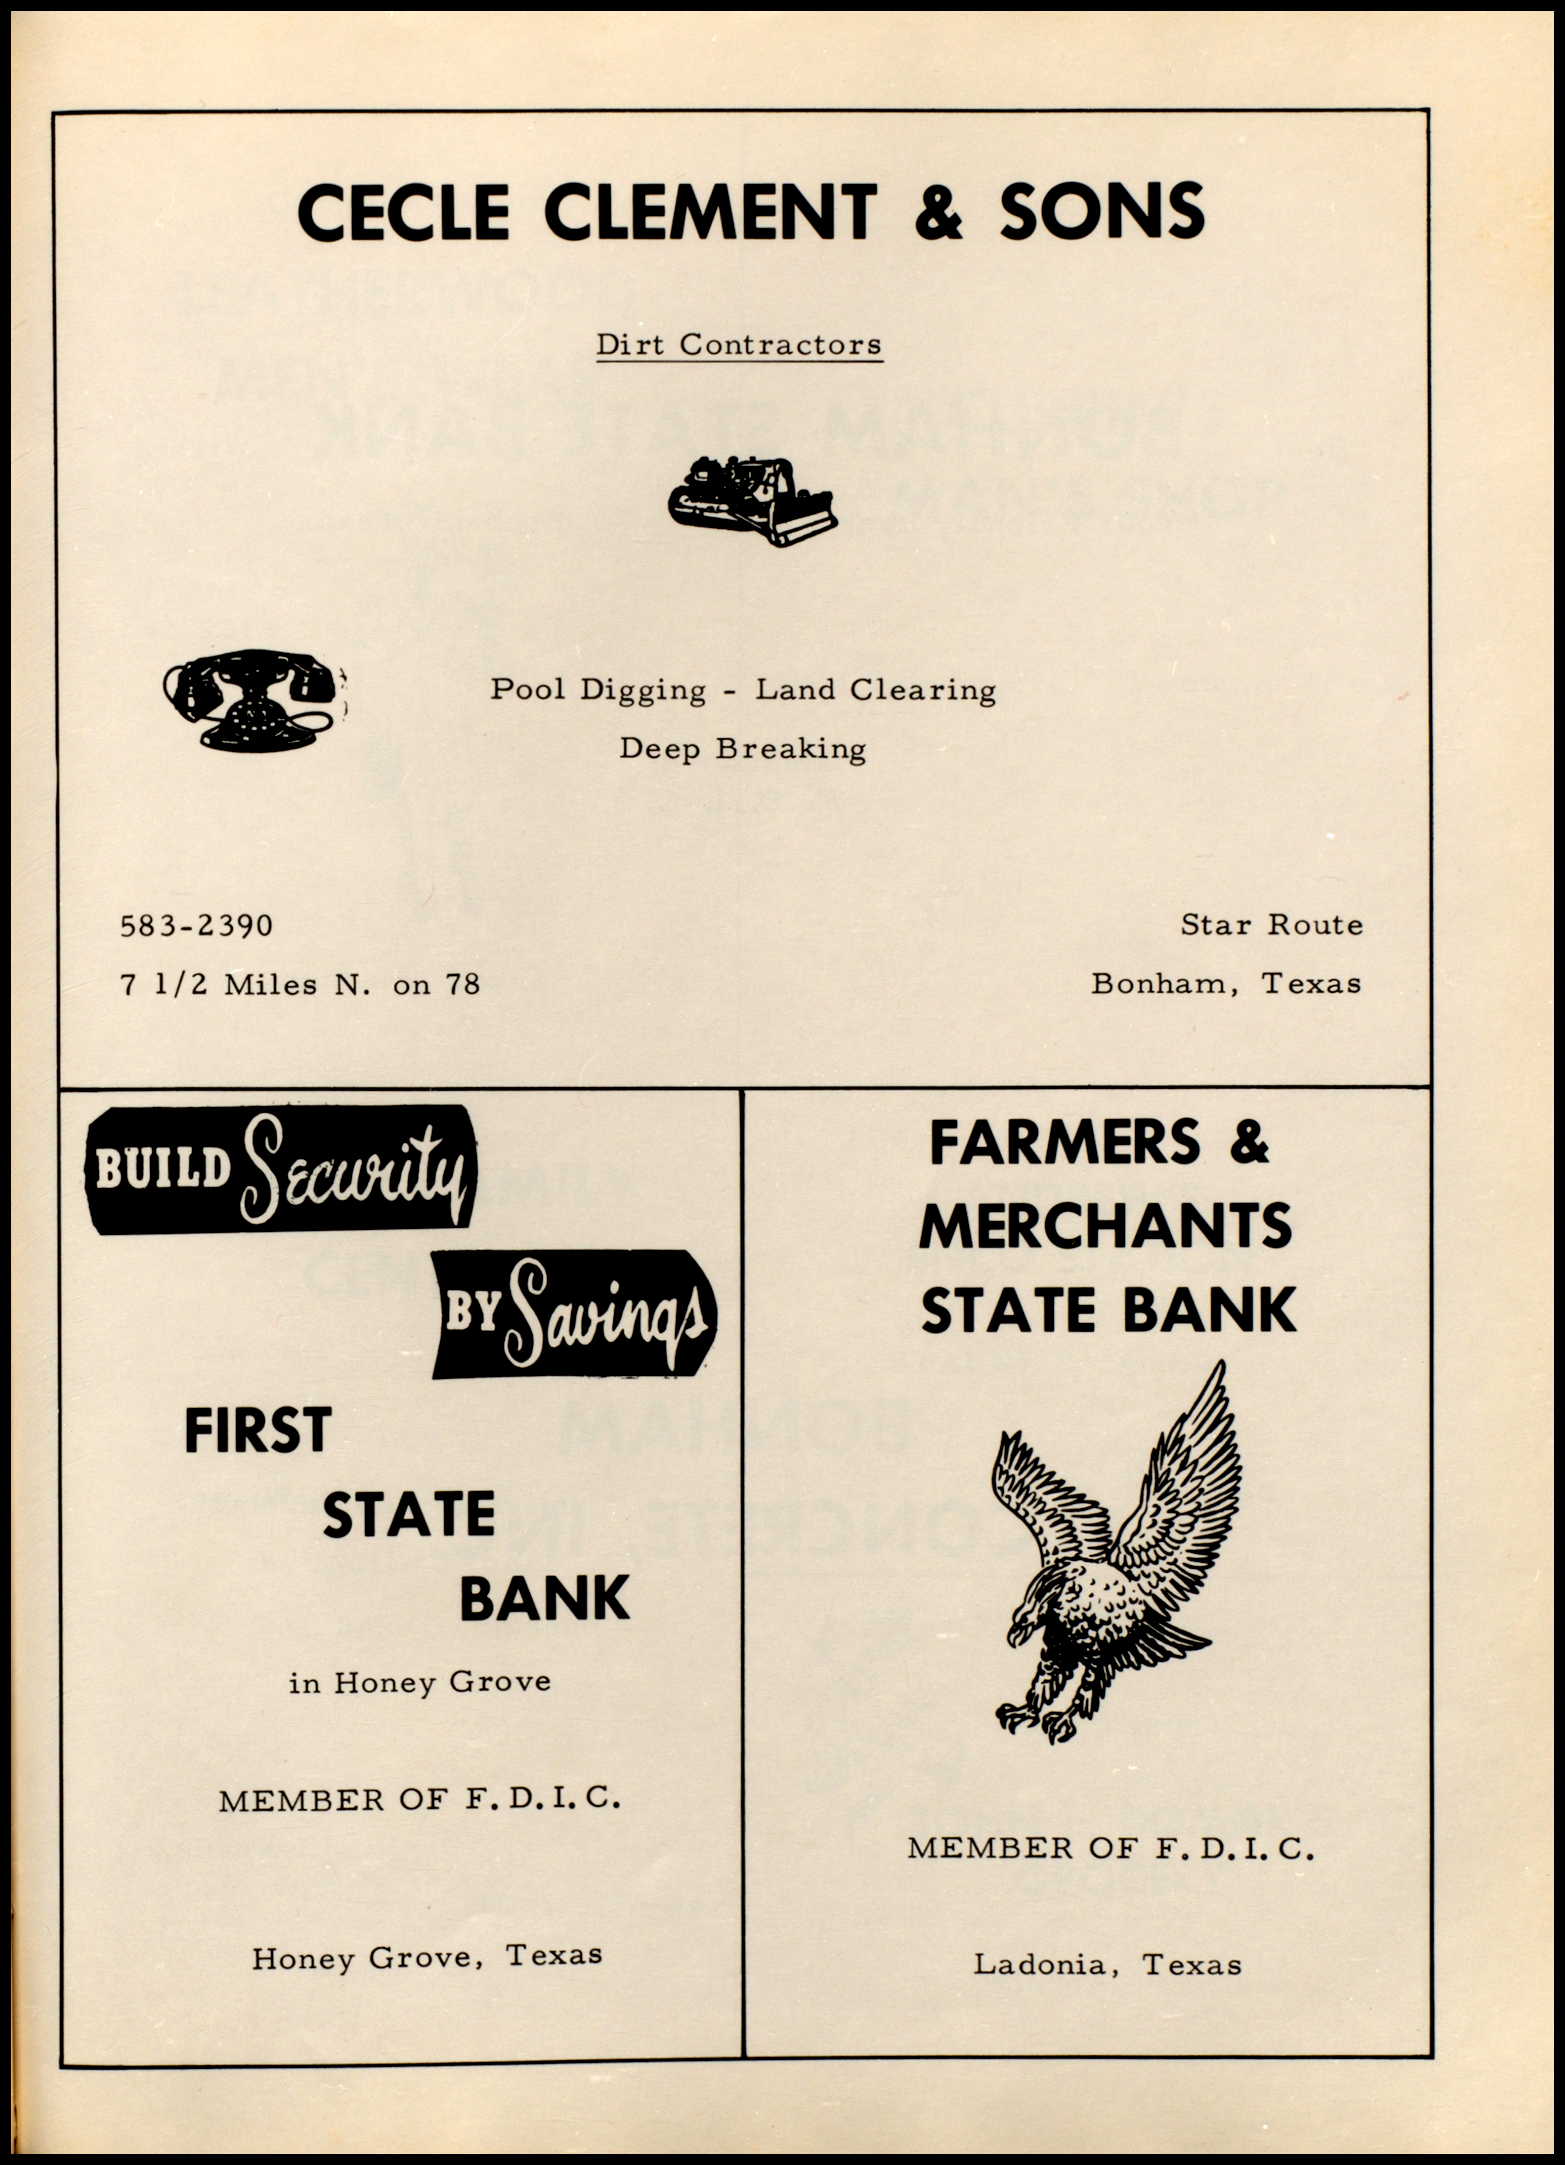 CECLE CLEMENT & SONS
Dirt Contractors
Pool Digging - Land Clearing
Deep Breaking
583-2390
7 1/2 Miles N. on 78
Star Route
Bonham, Texas
BUILD Security
BY Savings
FIRST
STATE
BANK
in Honey Grove
MEMBER OF F. D. I. C.
Honey Grove, Texas
FARMERS &
MERCHANTS
STATE BANK
MEMBER OF F. D. I. C.
Ladonia, Texas